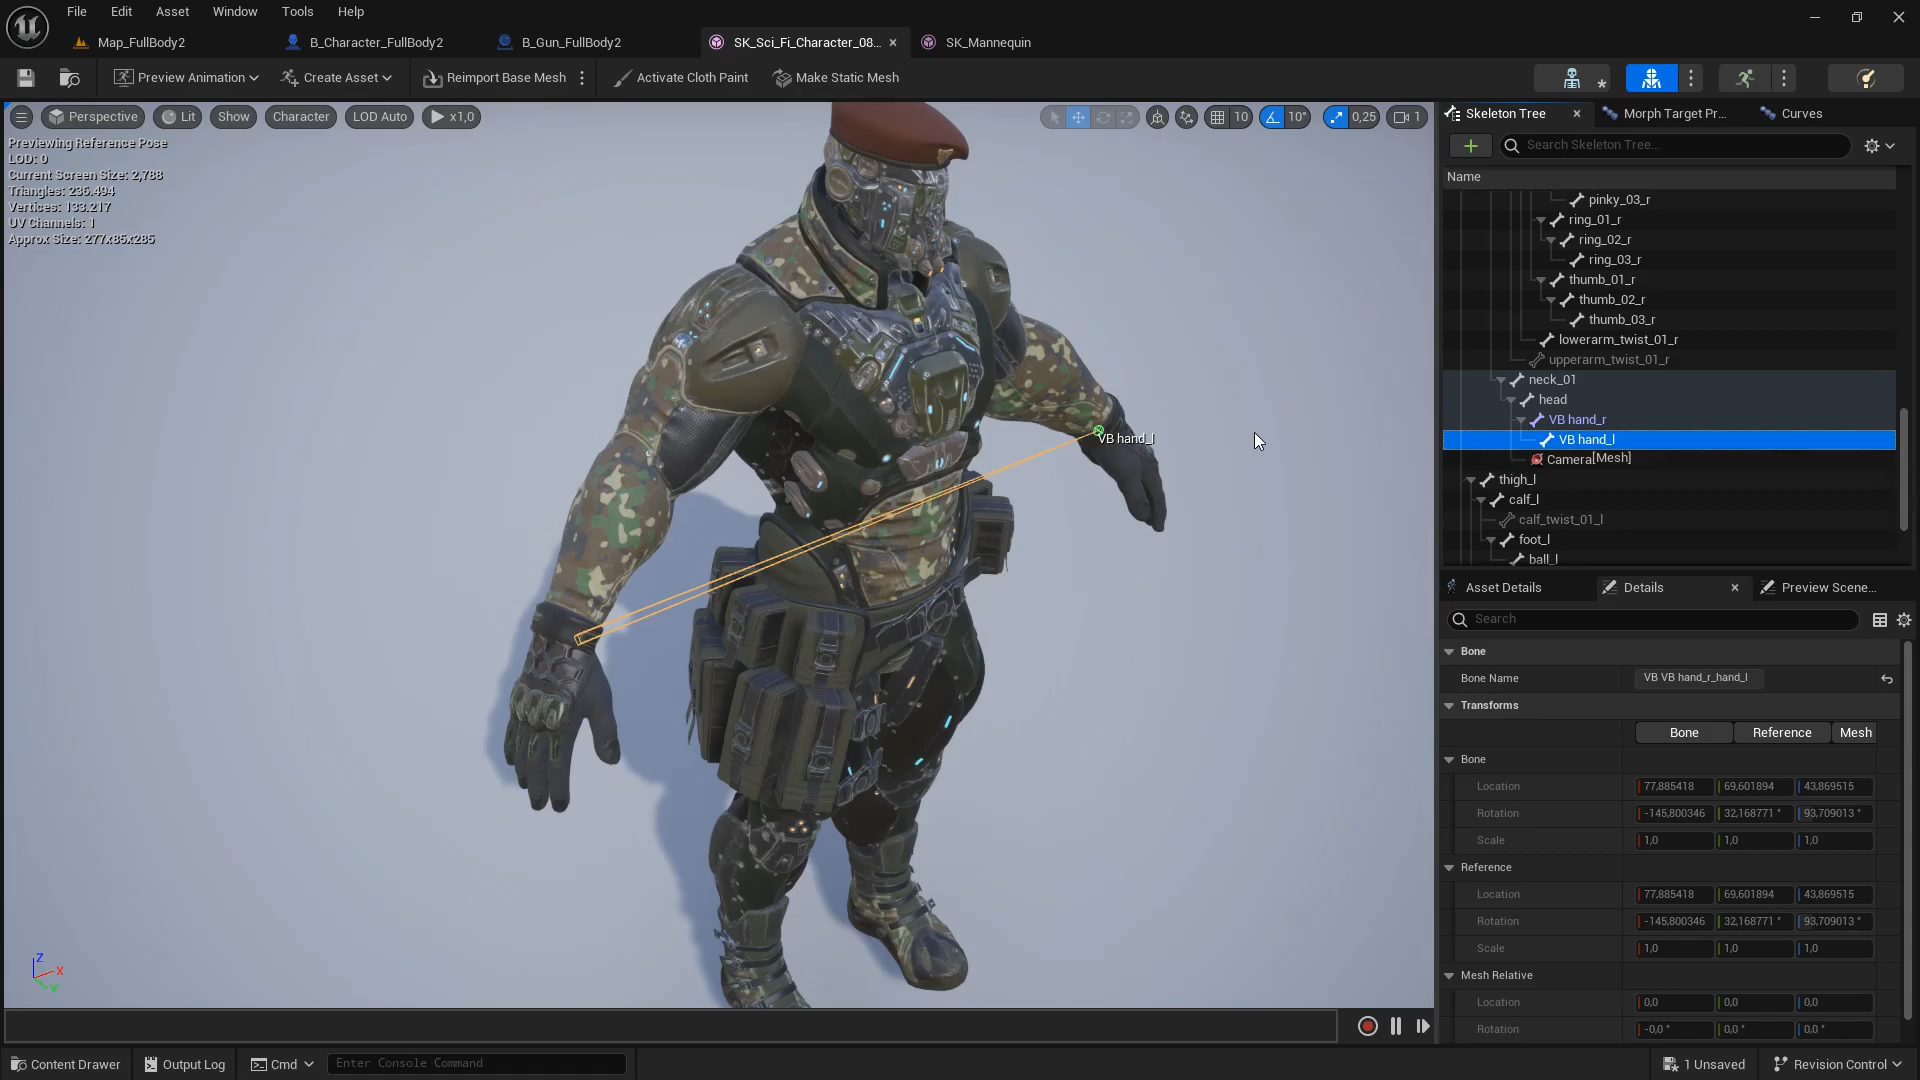 File Edit Asset Window Tools Help
Map_FullBody2 B_Character_FullBody2 B_Gun_FullBody2 SK_Sci_Fi_Character_08... SK_Mannequin
Preview Animation Create Asset Reimport Base Mesh Activate Cloth Paint Make Static Mesh
Perspective Lit Show Character LOD Auto x1,0 10 10° 0,25 1
Previewing Reference Pose
LOD: 0
Current Screen Size: 2,788
Triangles: 236.494
Vertices: 133.217
UV Channels: 1
Approx Size: 277x85x285
VB hand_l
Z
X
Y
Skeleton Tree Morph Target Pr... Curves
Search Skeleton Tree...
Name
pinky_03_r
ring_01_r
ring_02_r
ring_03_r
thumb_01_r
thumb_02_r
thumb_03_r
lowerarm_twist_01_r
upperarm_twist_01_r
neck_01
head
VB hand_r
VB hand_l
Camera [Mesh]
thigh_l
calf_l
calf_twist_01_l
foot_l
ball_l
Asset Details Details Preview Scene...
Search
Bone
Bone Name VB VB hand_r_hand_l
Transforms
Bone Reference Mesh
Bone
Location 77,885418 69,601894 43,869515
Rotation -145,800346 32,168771 ° 93,709013 °
Scale 1,0 1,0 1,0
Reference
Location 77,885418 69,601894 43,869515
Rotation -145,800346 32,168771 ° 93,709013 °
Scale 1,0 1,0 1,0
Mesh Relative
Location 0,0 0,0 0,0
Rotation -0,0 ° 0,0 ° 0,0 °
Content Drawer Output Log Cmd Enter Console Command 1 Unsaved Revision Control